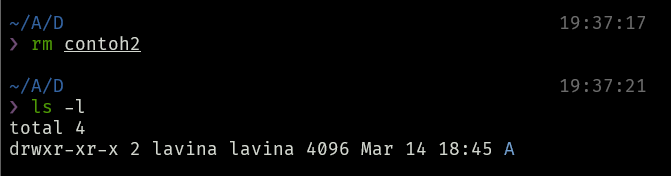 ~/A/D 19:37:17
❯ rm contoh2
~/A/D 19:37:21
❯ ls -l
total 4
drwxr-xr-x 2 lavina lavina 4096 Mar 14 18:45 A